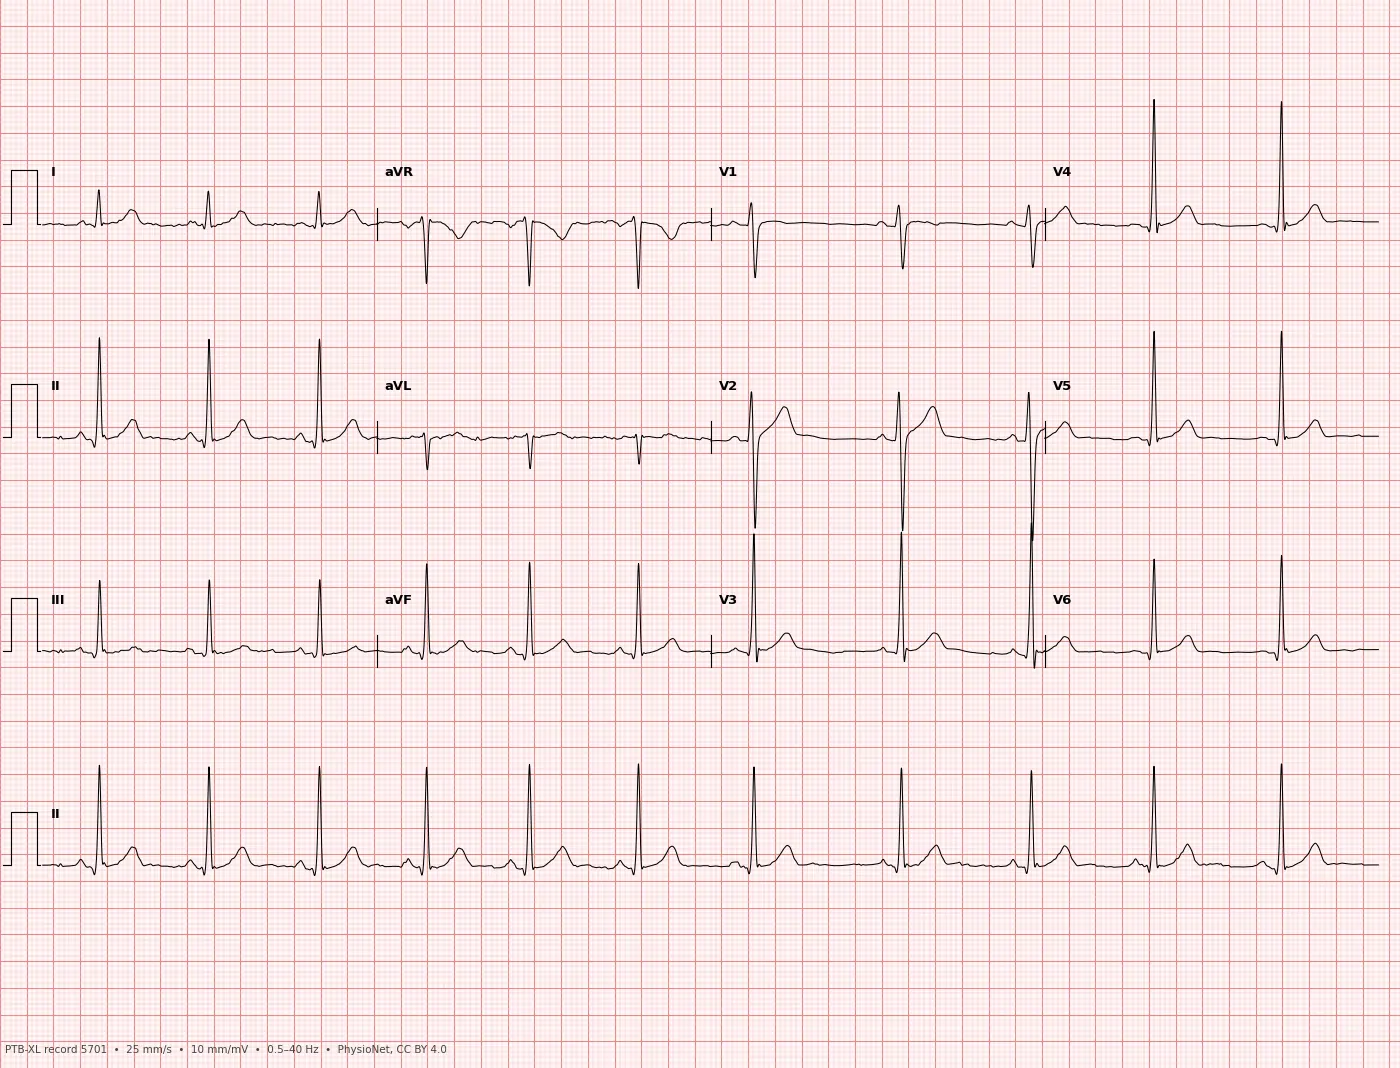 I aVR V1 V4
II aVL V2 V5
III aVF V3 V6
II
PTB-XL record 5701 • 25 mm/s • 10 mm/mV • 0.5–40 Hz • PhysioNet, CC BY 4.0